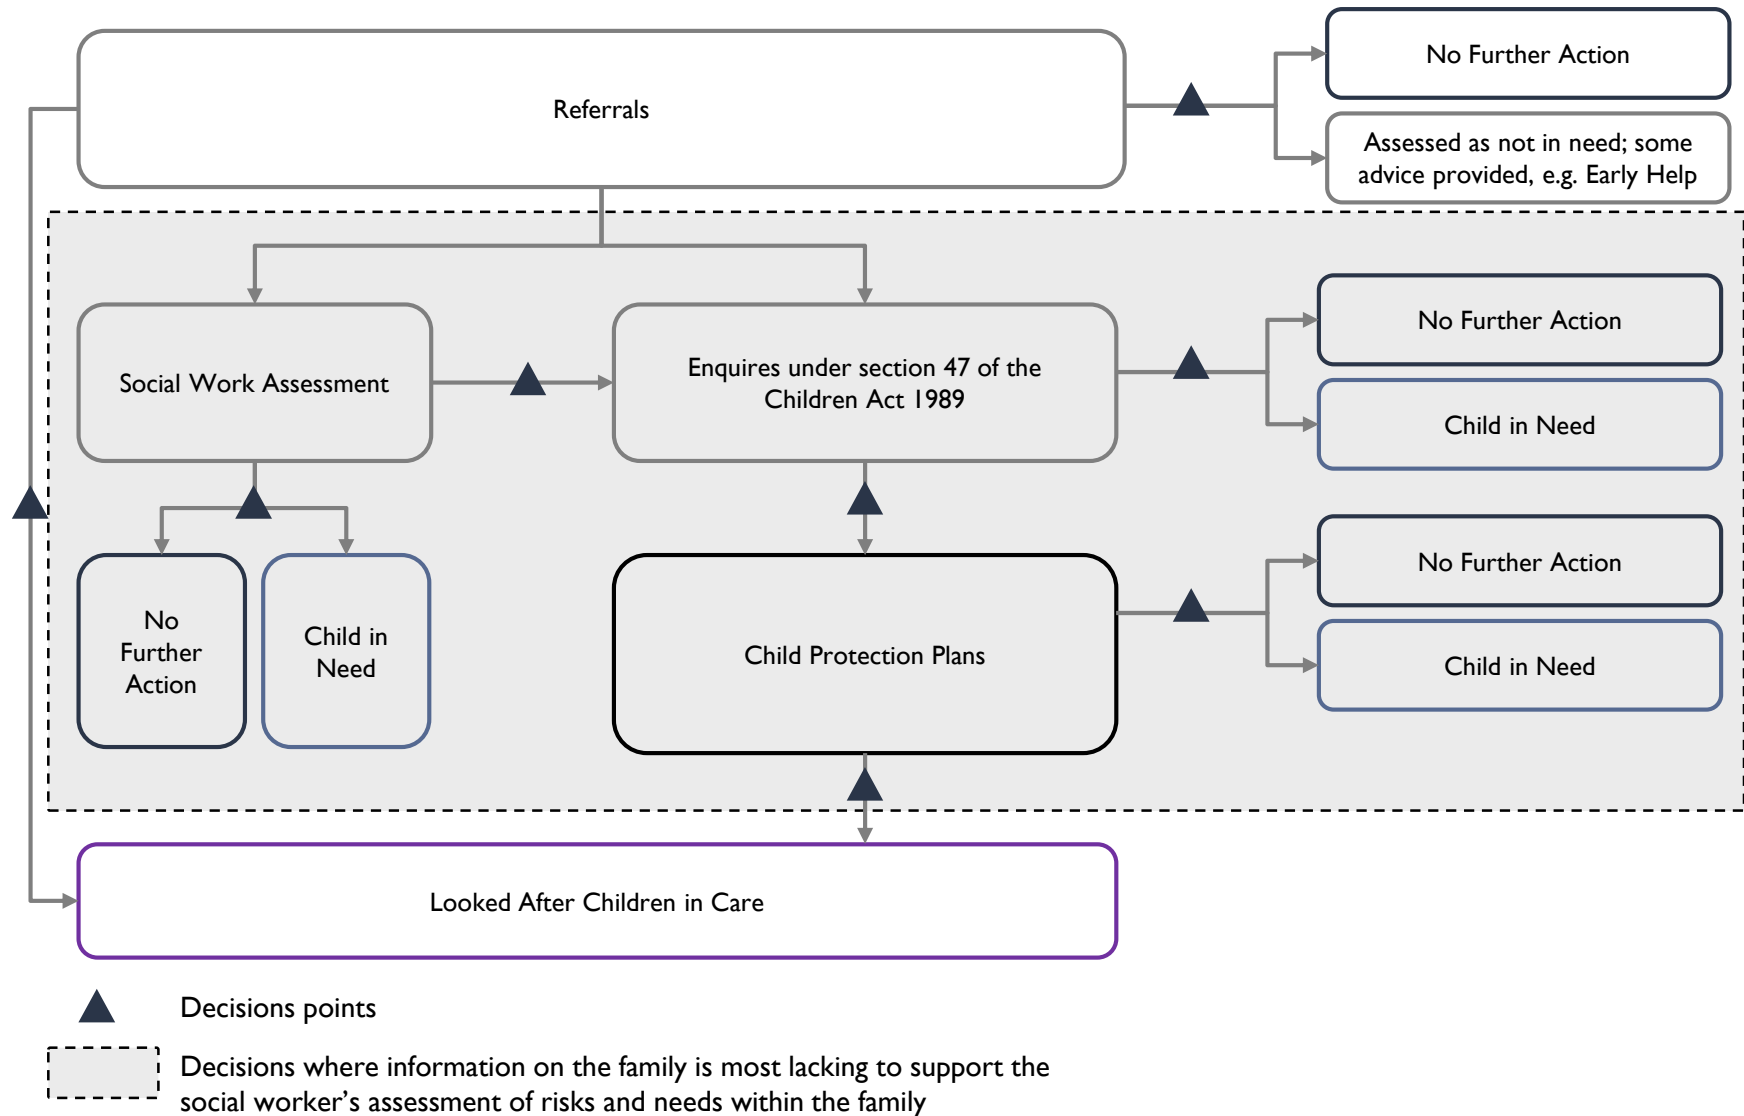 Referrals
No Further Action
Assessed as not in need; some
advice provided, e.g. Early Help
Social Work Assessment
Enquires under section 47 of the
Children Act 1989
No Further Action
Child in Need
No
Further
Action
Child in
Need
Child Protection Plans
No Further Action
Child in Need
Looked After Children in Care
Decisions points
Decisions where information on the family is most lacking to support the
social worker’s assessment of risks and needs within the family